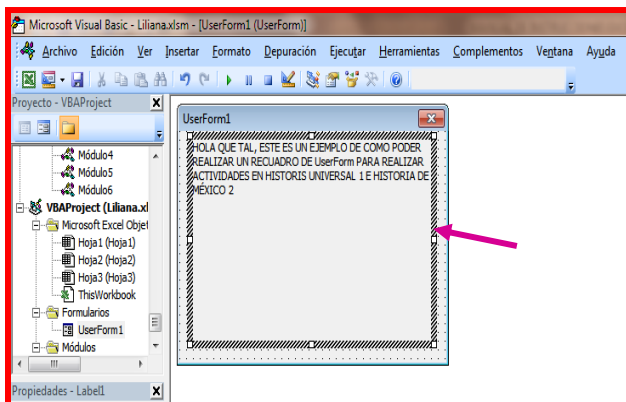 Microsoft Visual Basic - Liliana.xlsm - [UserForm1 (UserForm)]
Archivo Edición Ver Insertar Formato Depuración Ejecutar Herramientas Complementos Ventana Ayuda
Proyecto - VBAProject
Módulo4
Módulo5
Módulo6
VBAProject (Liliana.xl
Microsoft Excel Objet
Hoja1 (Hoja1)
Hoja2 (Hoja2)
Hoja3 (Hoja3)
ThisWorkbook
Formularios
UserForm1
Módulos
Propiedades - Label1
UserForm1
HOLA QUE TAL, ESTE ES UN EJEMPLO DE COMO PODER
REALIZAR UN RECUADRO DE UserForm PARA REALIZAR
ACTIVIDADES EN HISTORIS UNIVERSAL 1 E HISTORIA DE
MÉXICO 2